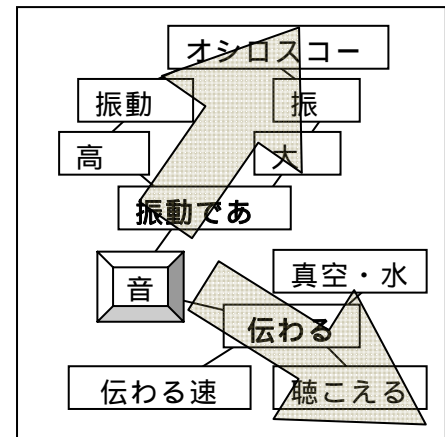 オシロスコー
振動
振
高
大
振動であ
音
真空・水
伝わる
伝わる速
聴こえる